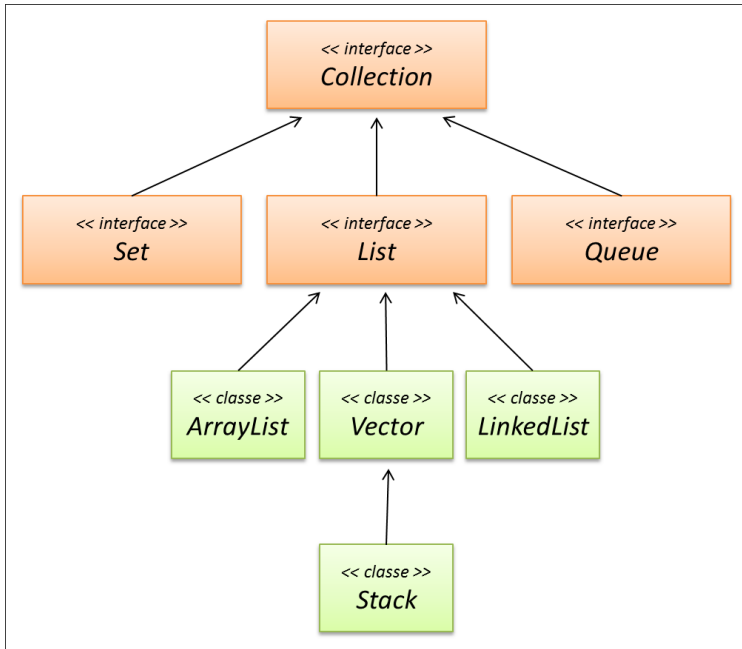 << interface >>
Collection
<< interface >>
Set
<< interface >>
List
<< interface >>
Queue
<< classe >>
ArrayList
<< classe >>
Vector
<< classe >>
LinkedList
<< classe >>
Stack